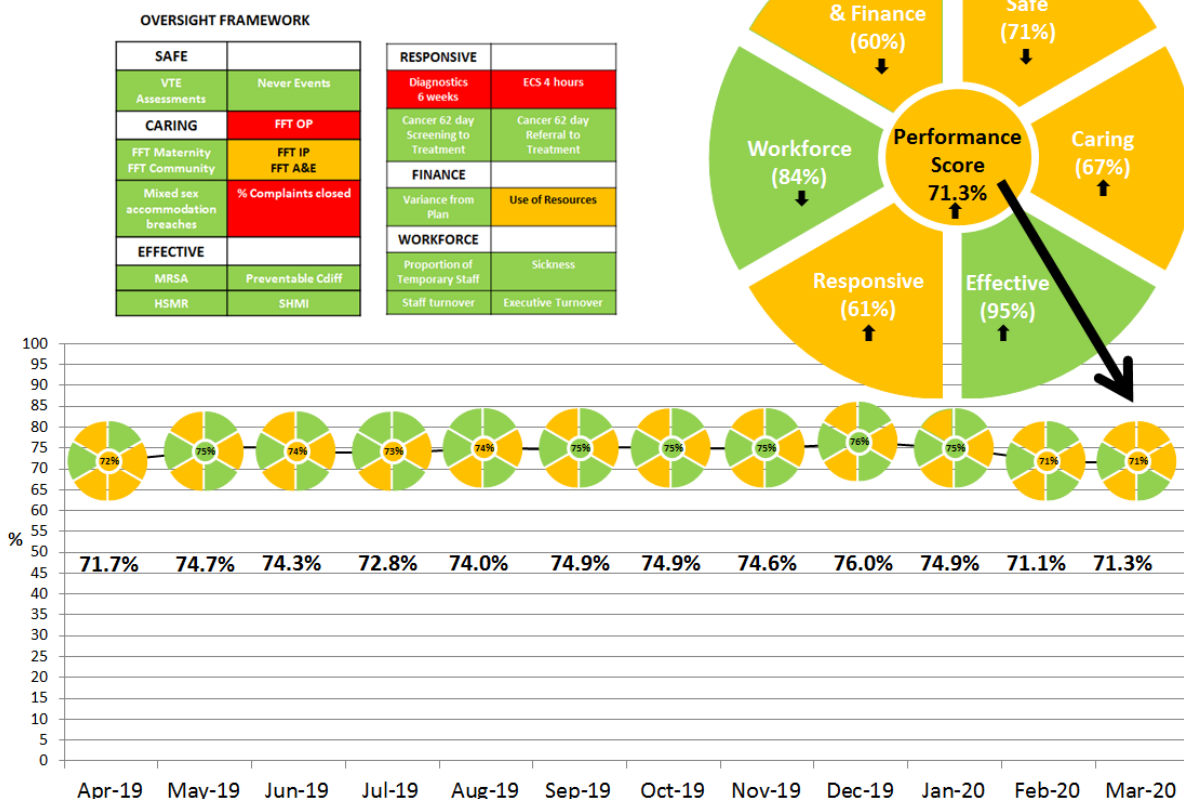 OVERSIGHT FRAMEWORK
SAFE
VTE
Assessments
Never Events
CARING
FFT OP
FFT Maternity
FFT Community
FFT IP
FFT A&E
Mixed sex
accommodation
breaches
% Complaints closed
EFFECTIVE
MRSA
Preventable Cdiff
HSMR
SHMI
RESPONSIVE
Diagnostics
6 weeks
ECS 4 hours
Cancer 62 day
Screening to
Treatment
Cancer 62 day
Referral to
Treatment
FINANCE
Variance from
Plan
Use of Resources
WORKFORCE
Proportion of
Temporary Staff
Sickness
Staff turnover
Executive Turnover
& Finance
(60%)
Safe
(71%)
Workforce
(84%)
Performance
Score
71.3%
Caring
(67%)
Responsive
(61%)
Effective
(95%)
100
95
90
85
80
75
70
65
60
55
50
45
40
35
30
25
20
15
10
5
0
%
72%
75%
74%
73%
74%
75%
75%
75%
76%
75%
71%
71%
71.7%
74.7%
74.3%
72.8%
74.0%
74.9%
74.9%
74.6%
76.0%
74.9%
71.1%
71.3%
Apr-19
May-19
Jun-19
Jul-19
Aug-19
Sep-19
Oct-19
Nov-19
Dec-19
Jan-20
Feb-20
Mar-20